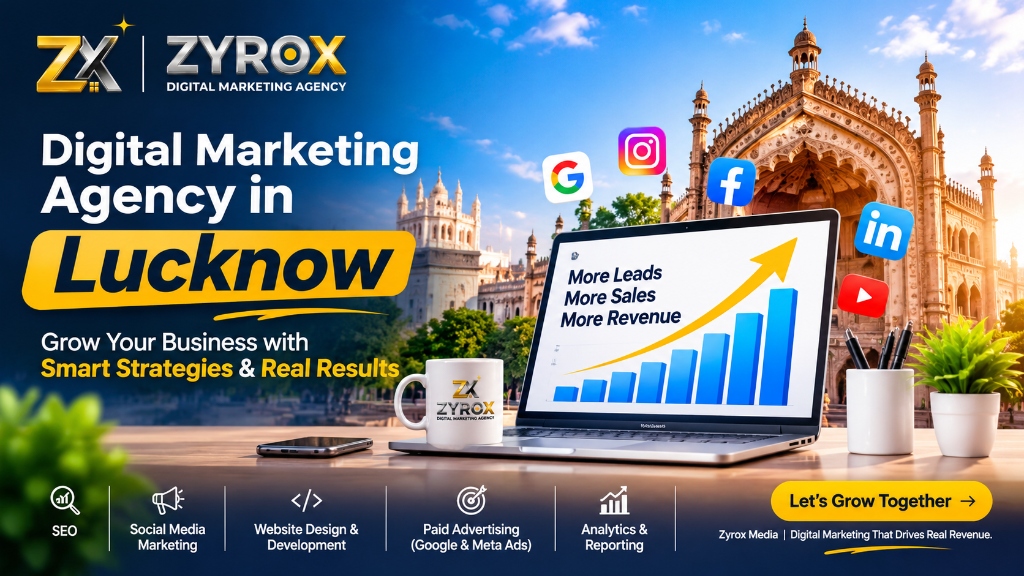 ZX
ZYROX
DIGITAL MARKETING AGENCY
Digital Marketing
Agency in
Lucknow
Grow Your Business with
Smart Strategies & Real Results
More Leads
More Sales
More Revenue
ZX
ZYROX
DIGITAL MARKETING AGENCY
SEO
Social Media
Marketing
Website Design &
Development
Paid Advertising
(Google & Meta Ads)
Analytics &
Reporting
Let's Grow Together →
Zyrox Media | Digital Marketing That Drives Real Revenue.